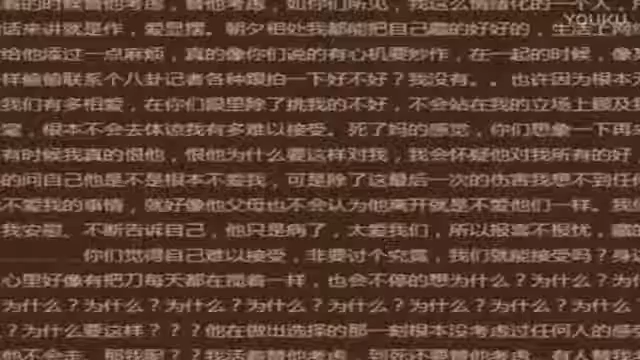 YOUKU
话来讲就是作，爱显摆。朝夕相处我都能把自己藏的好好的，生活上
给他添过一点麻烦，真的像你们说的有心机要炒作，在一起的时候，像
样偷偷联系个八卦记者各种跟拍一下好不好？我没有。。也许因为根本
我们有多相爱，在你们眼里除了挑我的不好，不会站在我的立场上顾及
毫，根本不会去体谅我有多难以接受。死了妈的感觉，你们想象一下再
有时候我真的恨他，恨他为什么要这样对我，我会怀疑他对我所有的好
的问自己他是不是根本不爱我，可是除了这最后一次的伤害我想不到任
不爱我的事情，就好像他父母也不会认为他离开就是不爱他们一样。我
我安慰。不断告诉自己，他只是病了，太爱我们，所以报喜不报忧，
你们觉得自己难以接受，非要讨个究竟，我们就能接受吗？身
心里好像有把刀每天都在搅着一样，也会不停的想为什么？为什么？为
为什么？为什么？为什么？为什么？为什么？为什么？为什么？为什么
？为什么要这样？？？他在做出选择的那一刻根本没考虑过任何人的感